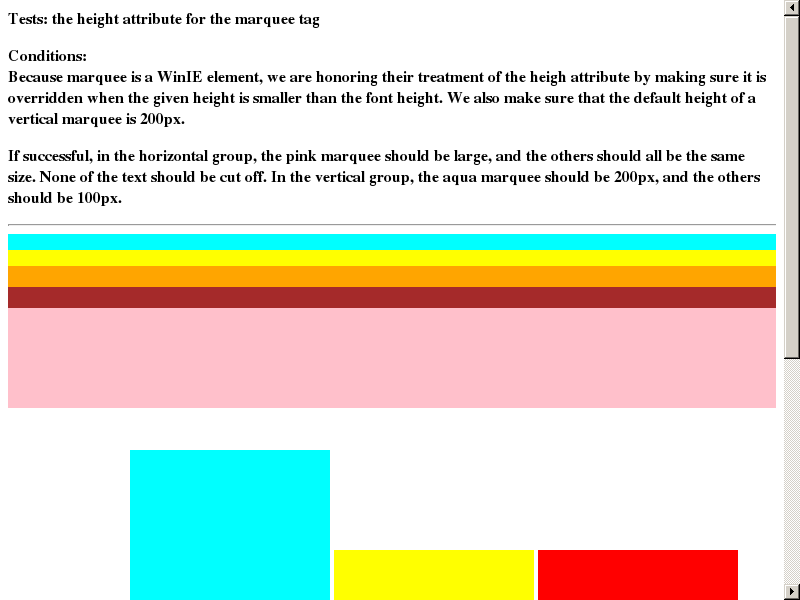 Tests: the height attribute for the marquee tag
Conditions:
Because marquee is a WinIE element, we are honoring their treatment of the heigh attribute by making sure it is
overridden when the given height is smaller than the font height. We also make sure that the default height of a
vertical marquee is 200px.
If successful, in the horizontal group, the pink marquee should be large, and the others should all be the same
size. None of the text should be cut off. In the vertical group, the aqua marquee should be 200px, and the others
should be 100px.